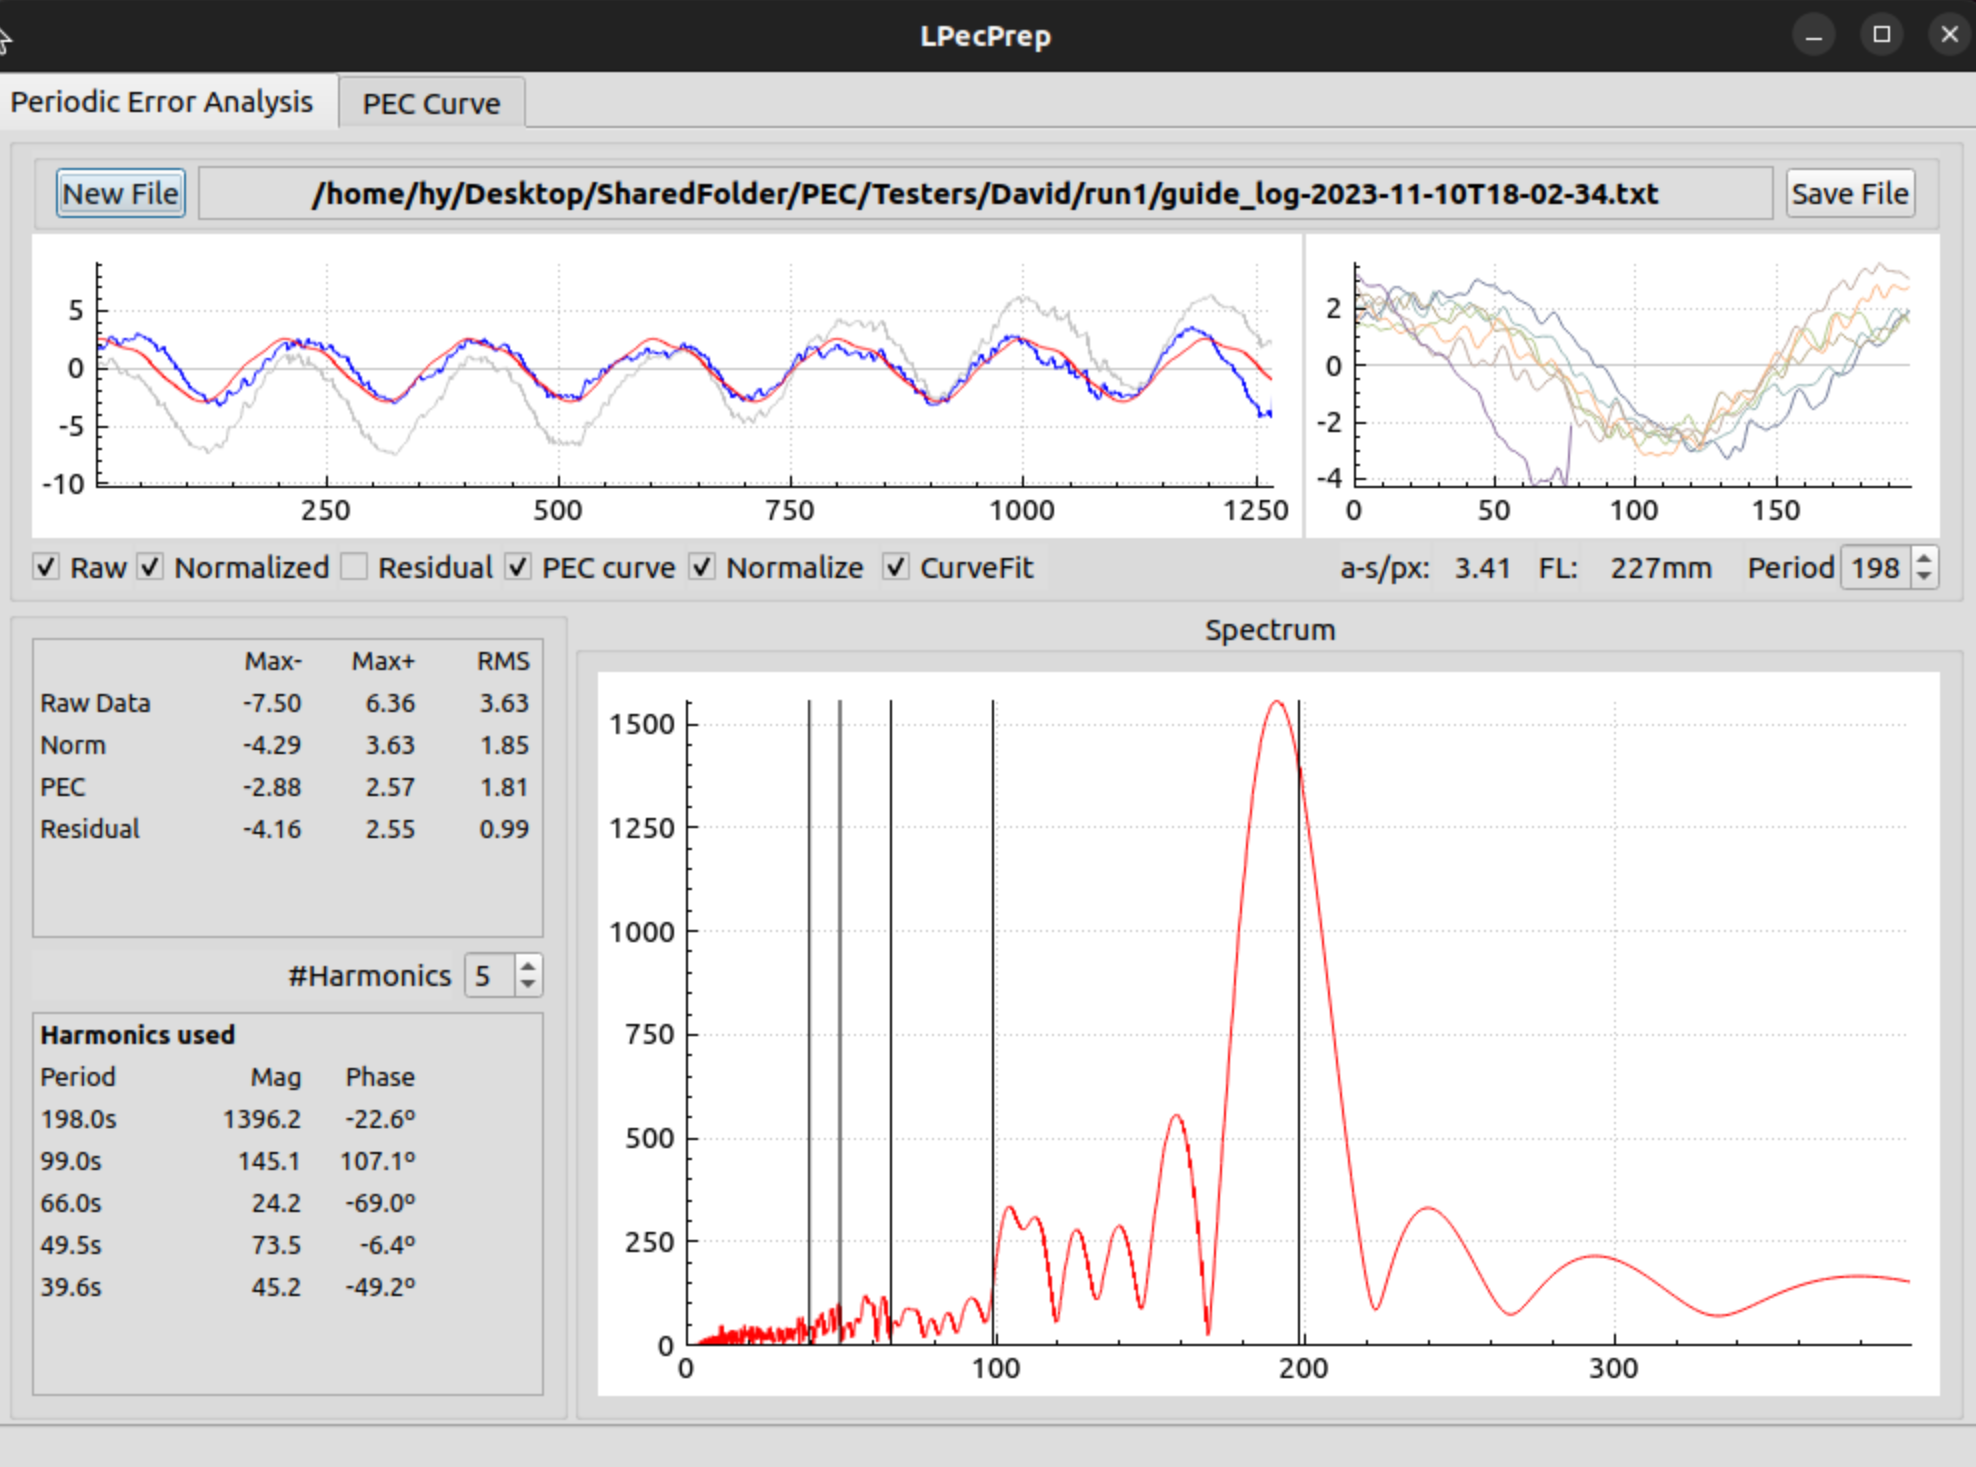 LPecPrep
Periodic Error Analysis PEC Curve
New File /home/hy/Desktop/SharedFolder/PEC/Testers/David/run1/guide_log-2023-11-10T18-02-34.txt Save File
5
0
-5
-10
250 500 750 1000 1250
2
0
-2
-4
0 50 100 150
Raw Normalized Residual PEC curve Normalize CurveFit a-s/px: 3.41 FL: 227mm Period 198
Max- Max+ RMS
Raw Data -7.50 6.36 3.63
Norm -4.29 3.63 1.85
PEC -2.88 2.57 1.81
Residual -4.16 2.55 0.99
#Harmonics 5
Harmonics used
Period Mag Phase
198.0s 1396.2 -22.6º
99.0s 145.1 107.1º
66.0s 24.2 -69.0º
49.5s 73.5 -6.4º
39.6s 45.2 -49.2º
Spectrum
1500
1250
1000
750
500
250
0
0 100 200 300